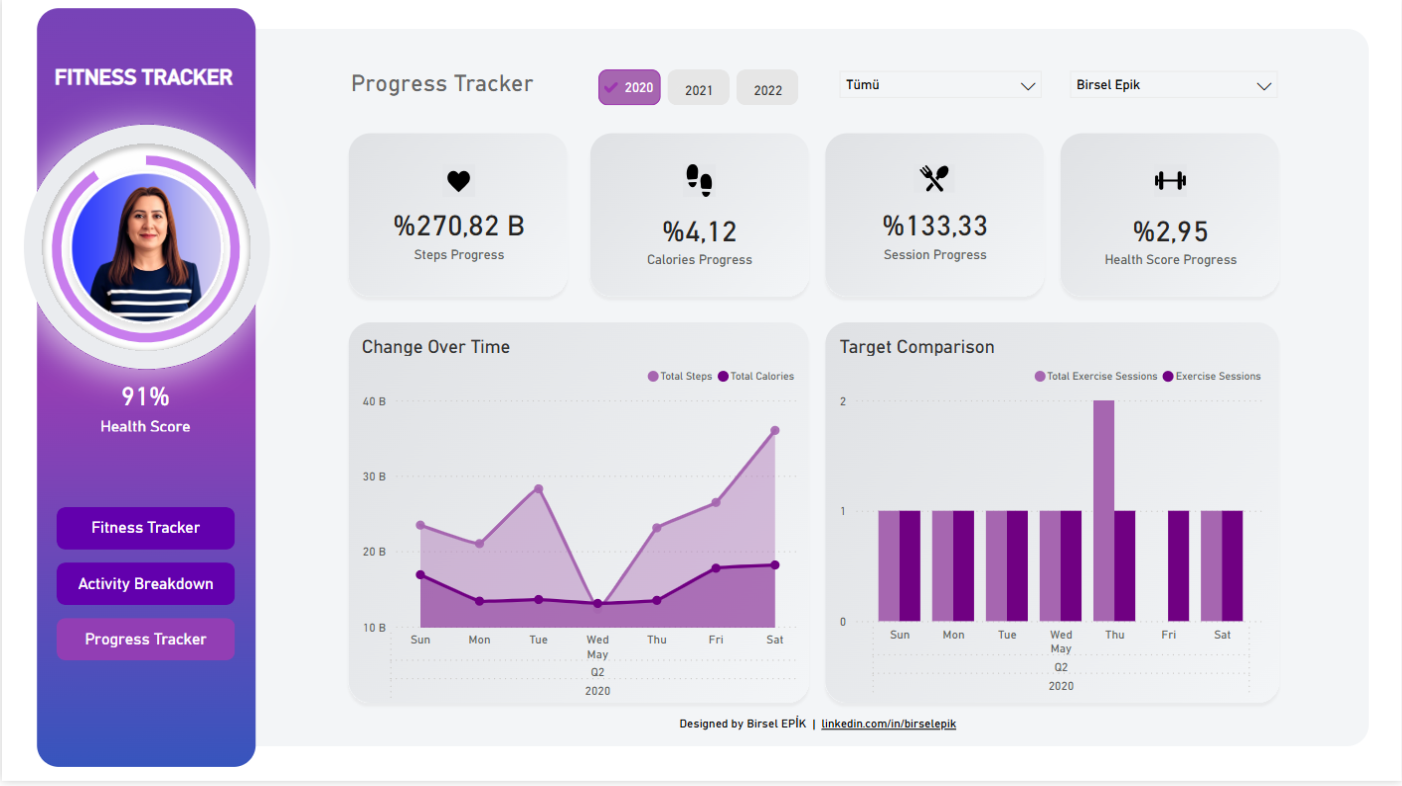 FITNESS TRACKER
91%
Health Score
Fitness Tracker
Activity Breakdown
Progress Tracker
Progress Tracker
2020
2021
2022
Tümü
Birsel Epik
%270,82 B
Steps Progress
%4,12
Calories Progress
%133,33
Session Progress
%2,95
Health Score Progress
Change Over Time
Total Steps Total Calories
40 B
30 B
20 B
10 B
Sun Mon Tue Wed Thu Fri Sat
May
Q2
2020
Target Comparison
Total Exercise Sessions Exercise Sessions
2
1
0
Sun Mon Tue Wed Thu Fri Sat
May
Q2
2020
Designed by Birsel EPİK | linkedin.com/in/birselepik